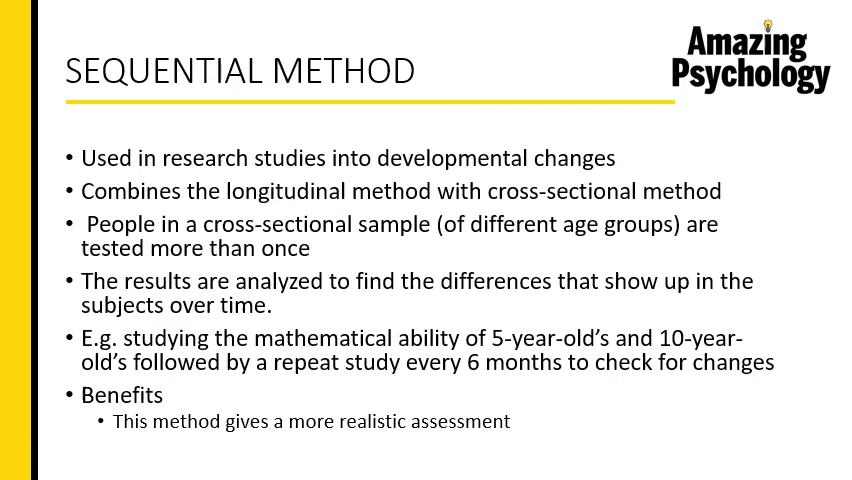 Amazing
Psychology
SEQUENTIAL METHOD
• Used in research studies into developmental changes
• Combines the longitudinal method with cross-sectional method
• People in a cross-sectional sample (of different age groups) are
tested more than once
• The results are analyzed to find the differences that show up in the
subjects over time.
• E.g. studying the mathematical ability of 5-year-old’s and 10-year-
old’s followed by a repeat study every 6 months to check for changes
• Benefits
• This method gives a more realistic assessment